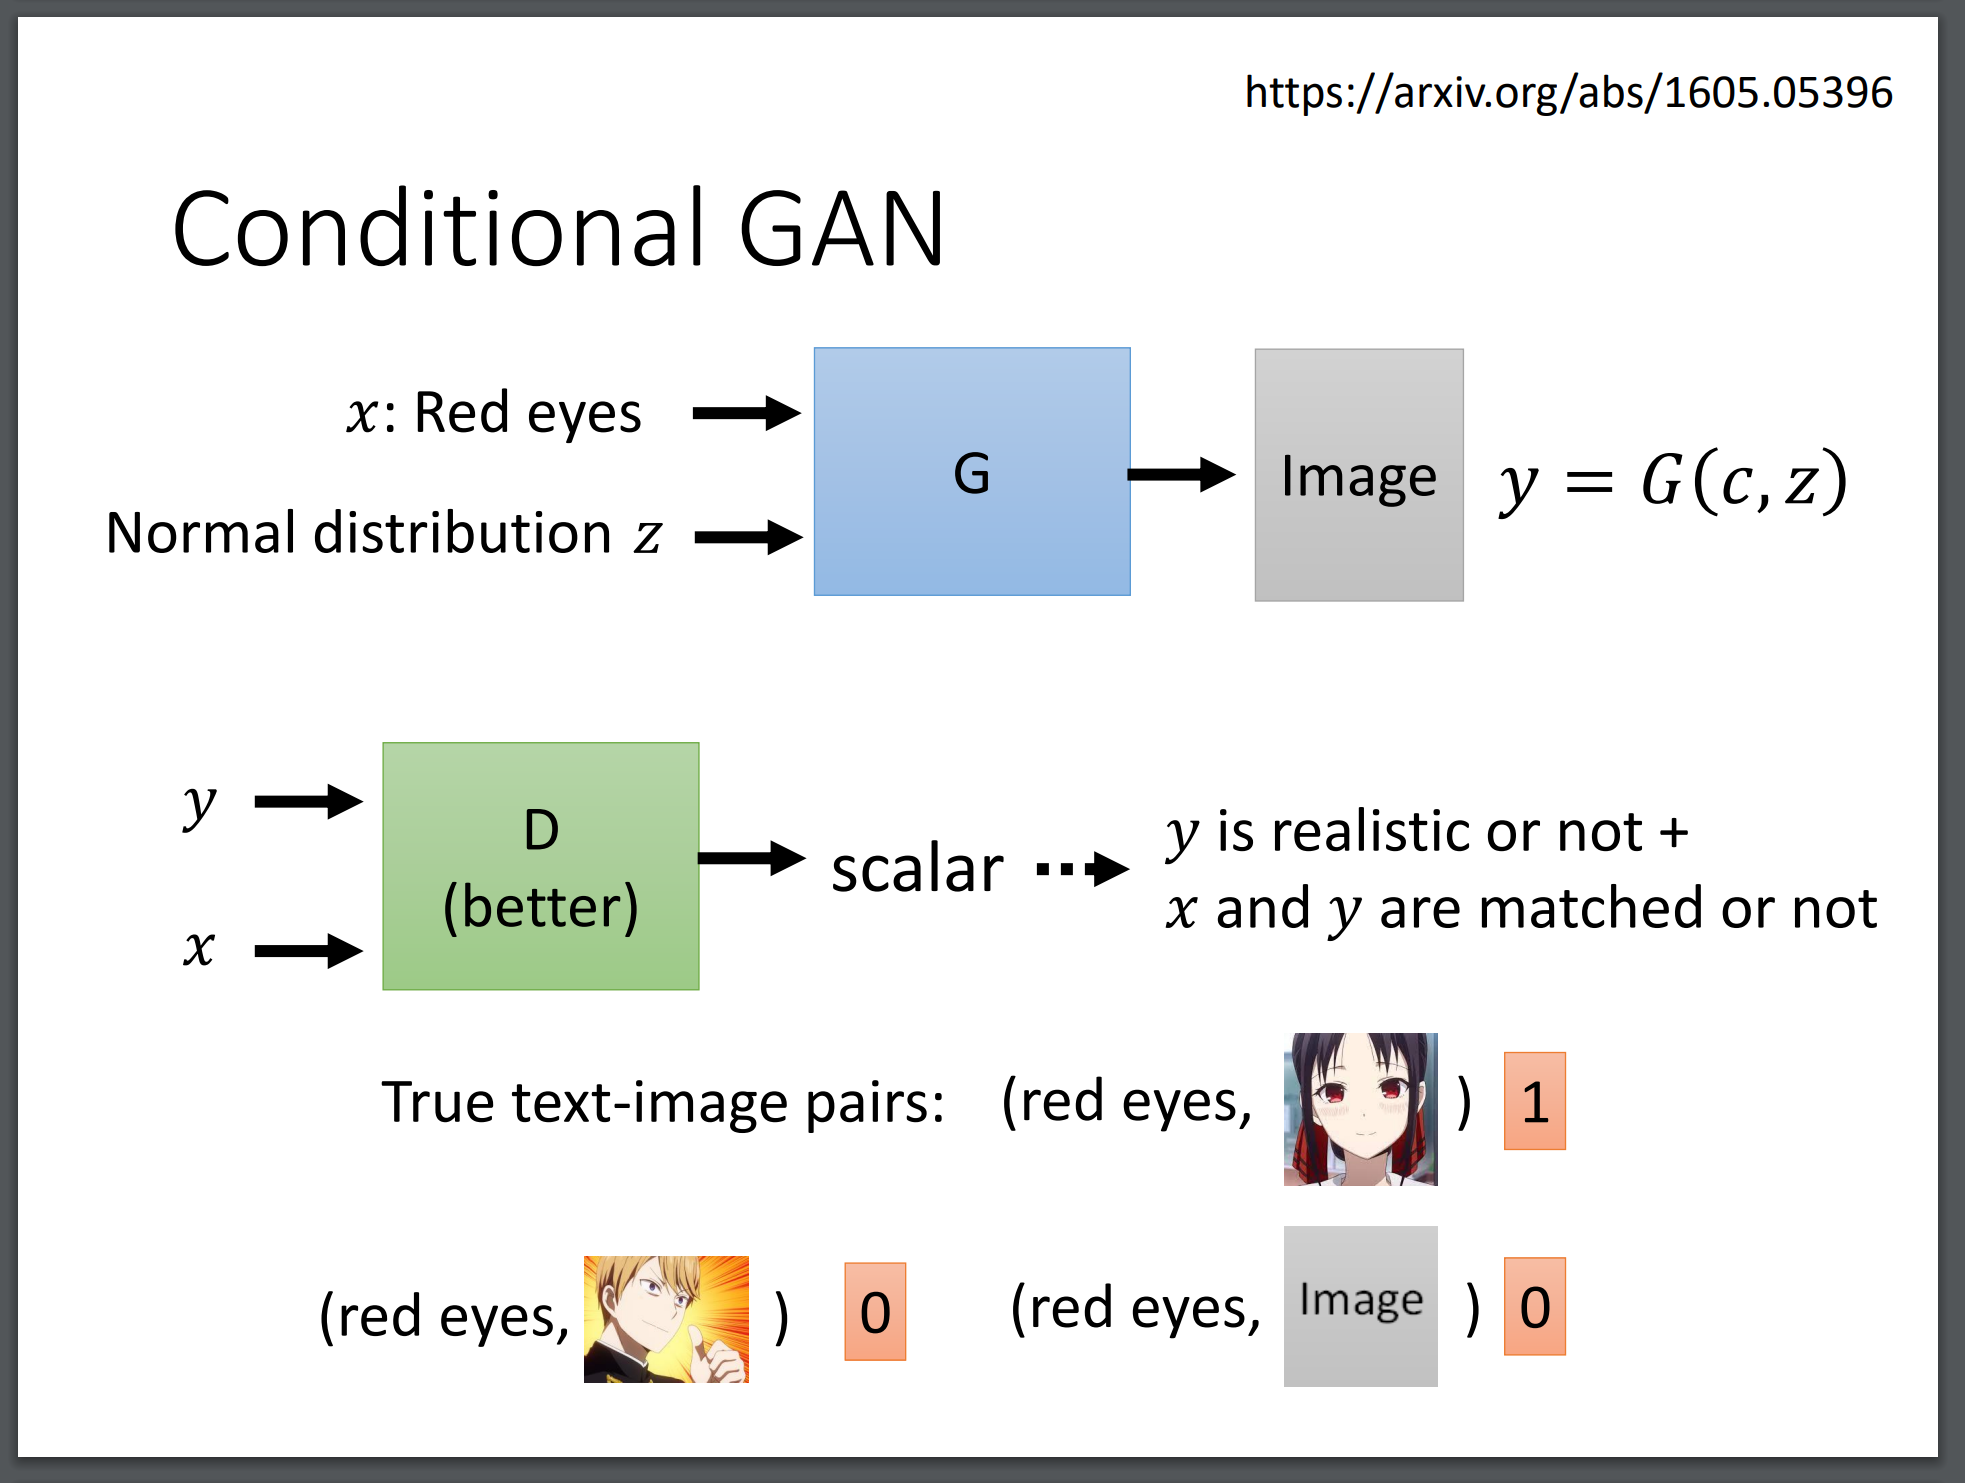 https://arxiv.org/abs/1605.05396
Conditional GAN
x: Red eyes
Normal distribution z
G
Image
y = G(c, z)
y
x
D
(better)
scalar
y is realistic or not +
x and y are matched or not
True text-image pairs:
(red eyes, ) 1
(red eyes, ) 0
(red eyes, Image ) 0